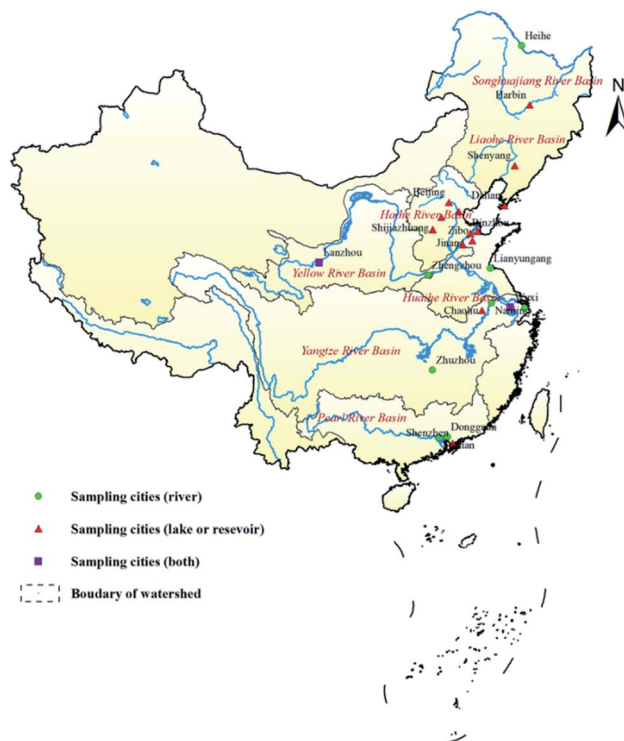 Heihe
Songhuajiang River Basin
Harbin
N
Liaohe River Basin
Shenyang
Beijing
Dalian
Haihe River Basin
Binzhou
Shijiazhuang
Zibo
Jinan
Lanzhou
Zhengzhou
Lianyungang
Yellow River Basin
Huaihe River Basin
Chaohu
Yangtze River Basin
Zhuzhou
Pearl River Basin
Shenzhen
Dongguan
Sampling cities (river)
Sampling cities (lake or resevoir)
Sampling cities (both)
Boudary of watershed